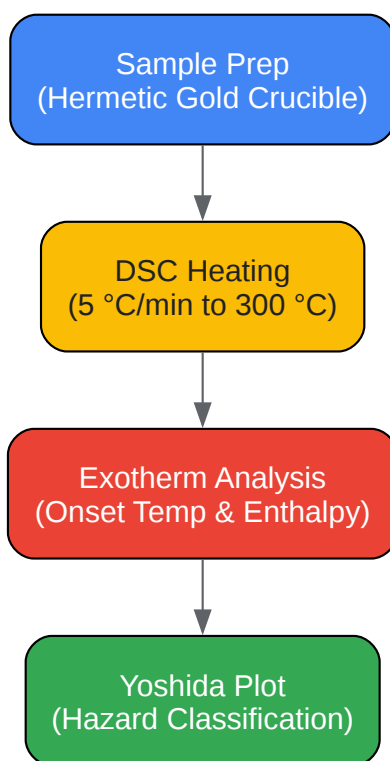 Sample Prep
(Hermetic Gold Crucible)
DSC Heating
(5 °C/min to 300 °C)
Exotherm Analysis
(Onset Temp & Enthalpy)
Yoshida Plot
(Hazard Classification)